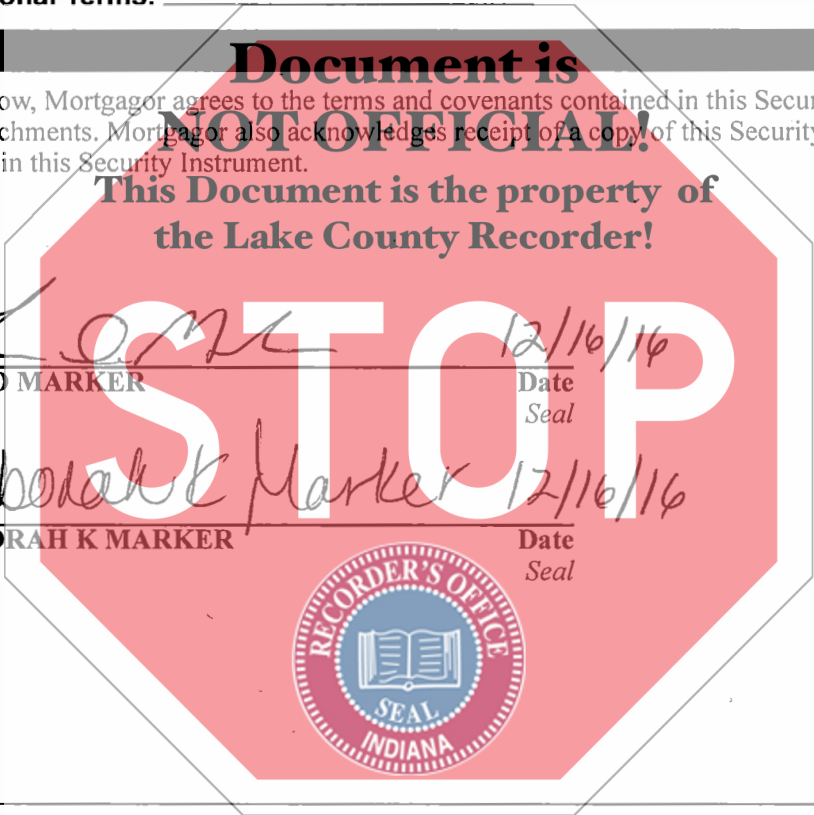 onal Terms:
Document is
ow, Mortgagor agrees to the terms and covenants contained in this Secur
NOT OFFICIAL!
chments. Mortgagor also acknowledges receipt of a copy of this Security
in this Security Instrument.
This Document is the property of
the Lake County Recorder!
STOP
12/16/16
D MARKER Date
Seal
borah K Marker 12/16/16
RAH K MARKER Date
Seal
RECORDER'S OFFICE
SEAL
INDIANA